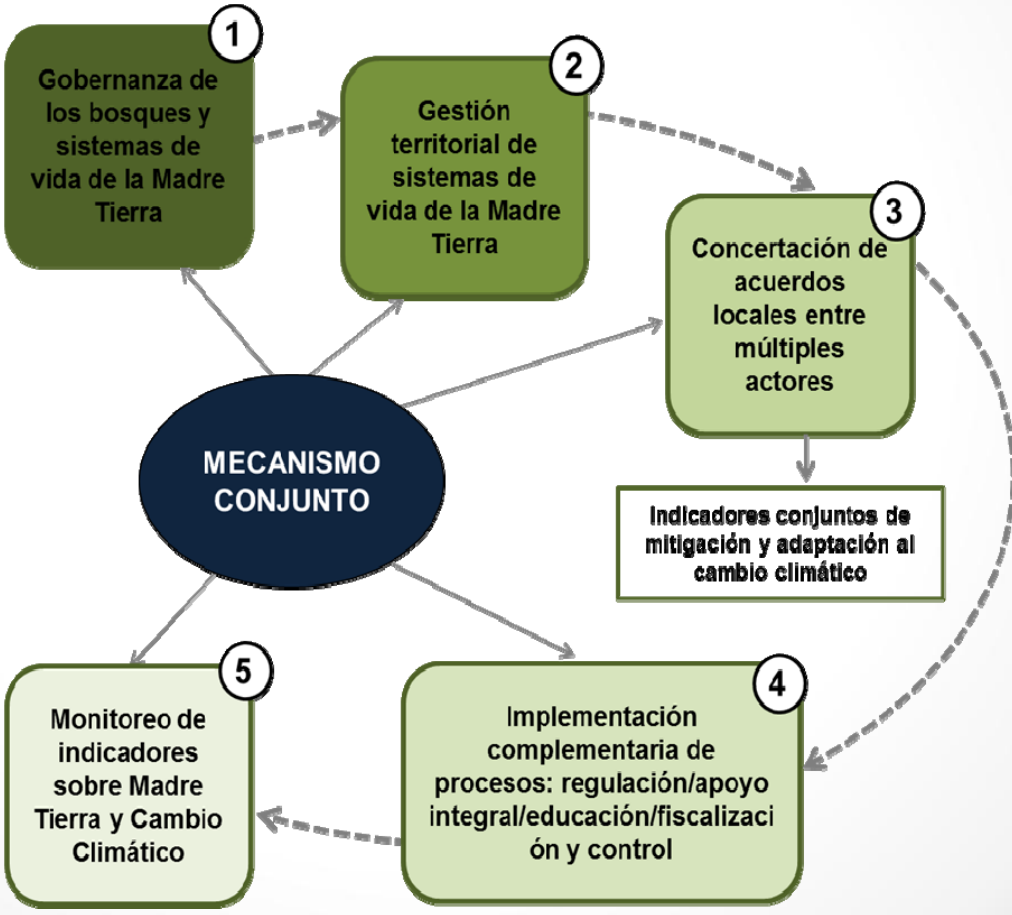 1
Gobernanza de
los bosques y
sistemas de
vida de la Madre
Tierra
2
Gestión
territorial de
sistemas de
vida de la Madre
Tierra
3
Concertación de
acuerdos
locales entre
múltiples
actores
MECANISMO
CONJUNTO
Indicadores conjuntos de
mitigación y adaptación al
cambio climático
5
Monitoreo de
indicadores
sobre Madre
Tierra y Cambio
Climático
4
Implementación
complementaria de
procesos: regulación/apoyo
integral/educación/fiscalizaci
ón y control